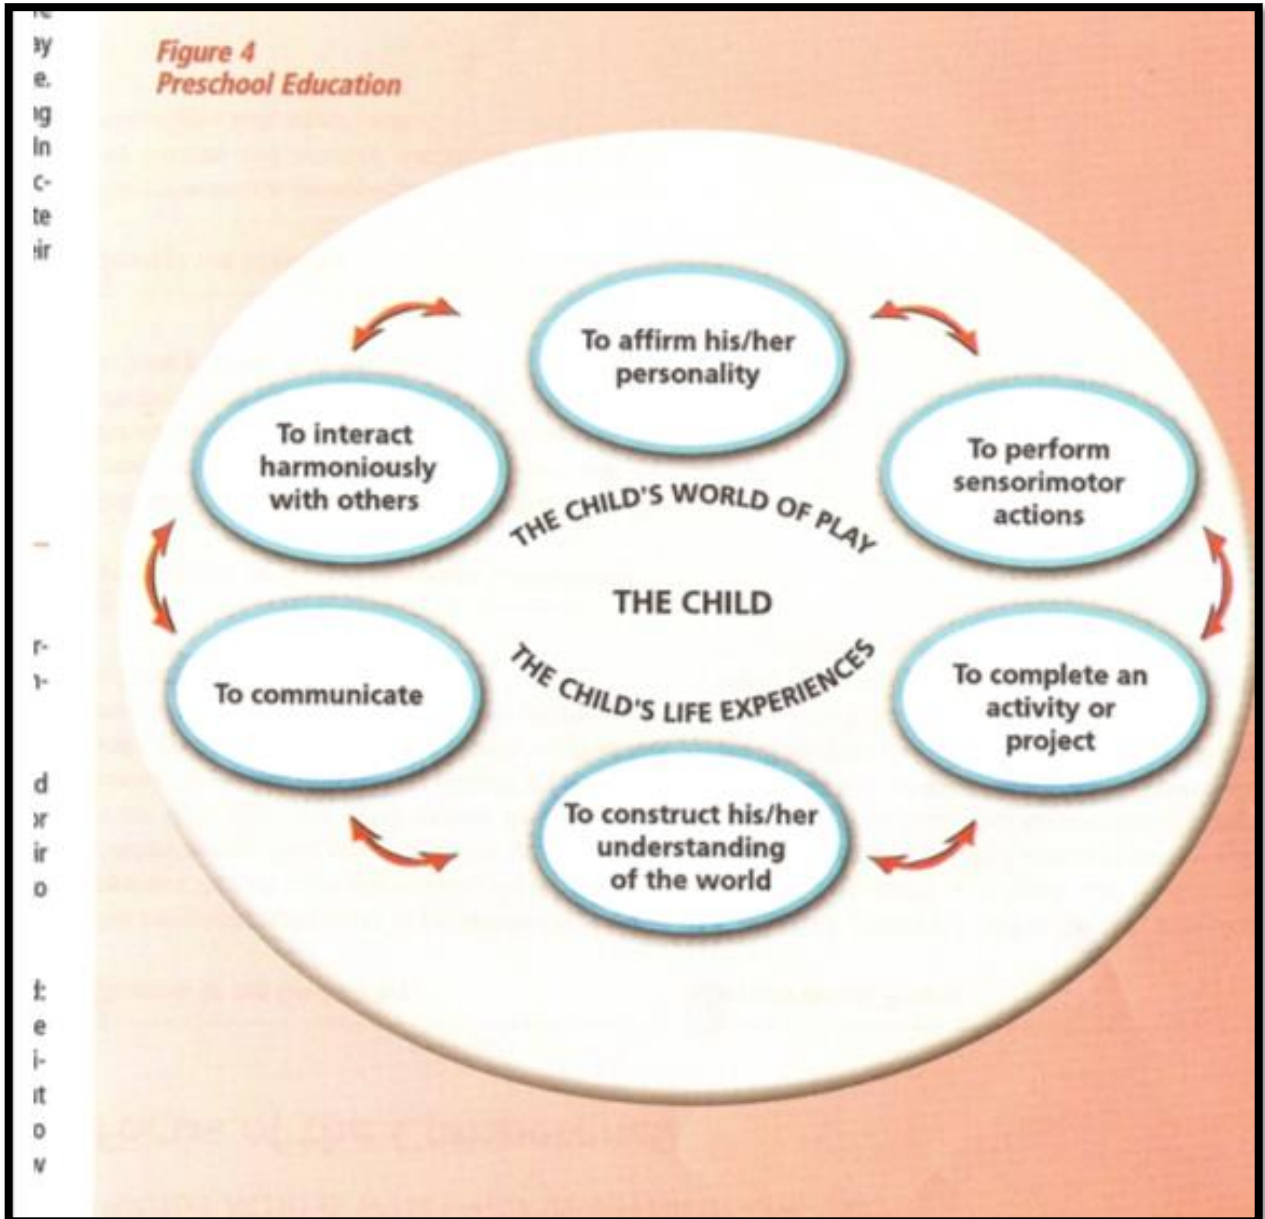 Figure 4
Preschool Education
To affirm his/her
personality
To interact
harmoniously
with others
To perform
sensorimotor
actions
THE CHILD'S WORLD OF PLAY
THE CHILD
THE CHILD'S LIFE EXPERIENCES
To communicate
To complete an
activity or
project
To construct his/her
understanding
of the world